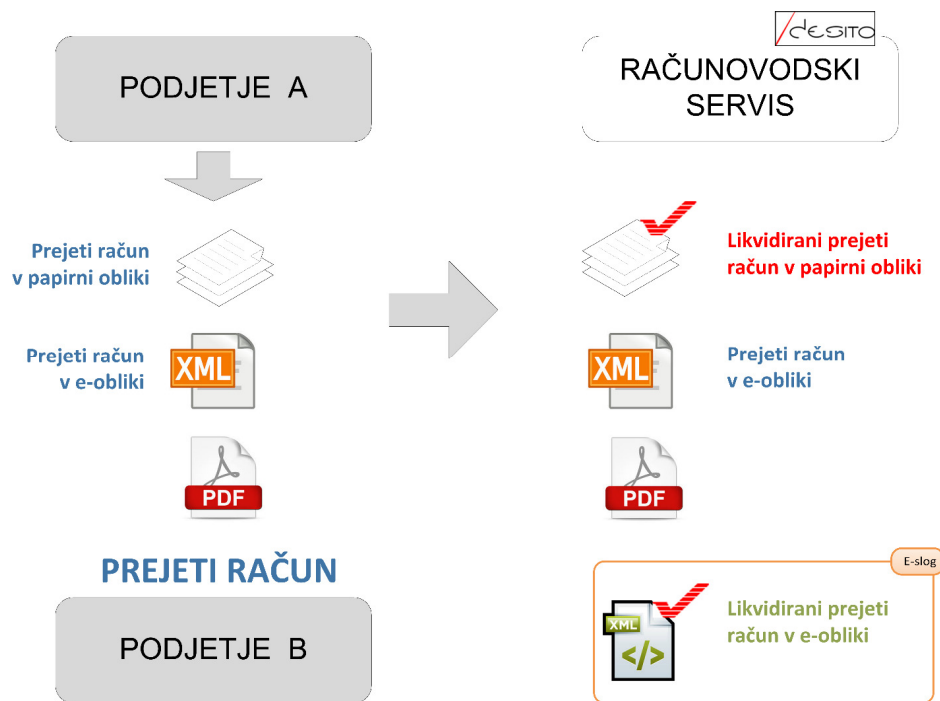 PODJETJE A
desito
RAČUNOVODSKI
SERVIS
Prejeti račun
v papirni obliki
Likvidirani prejeti
račun v papirni obliki
Prejeti račun
v e-obliki
XML
XML
Prejeti račun
v e-obliki
PDF
PDF
PREJETI RAČUN
PODJETJE B
E-slog
XML
</>
Likvidirani prejeti
račun v e-obliki